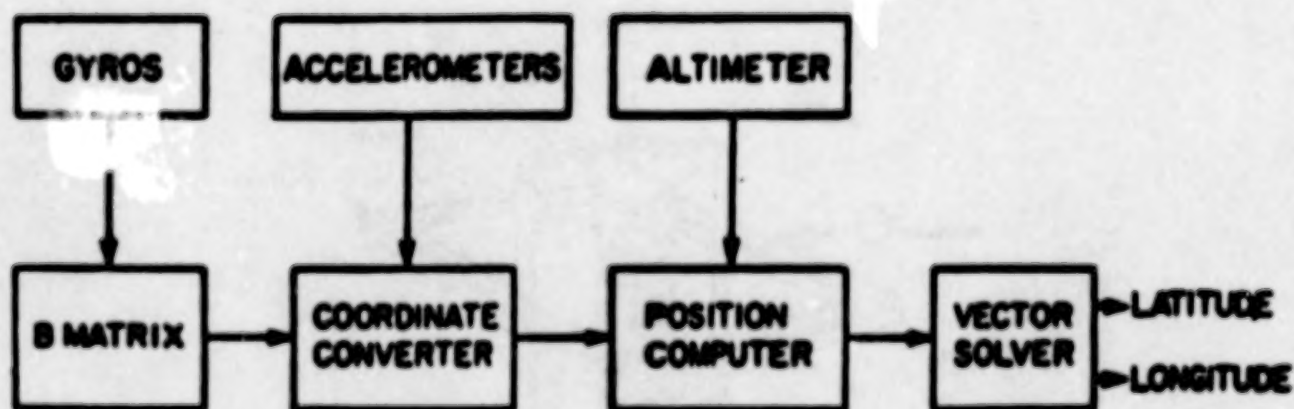 GYROS
ACCELEROMETERS
ALTIMETER
B MATRIX
COORDINATE
CONVERTER
POSITION
COMPUTER
VECTOR
SOLVER
LATITUDE
LONGITUDE